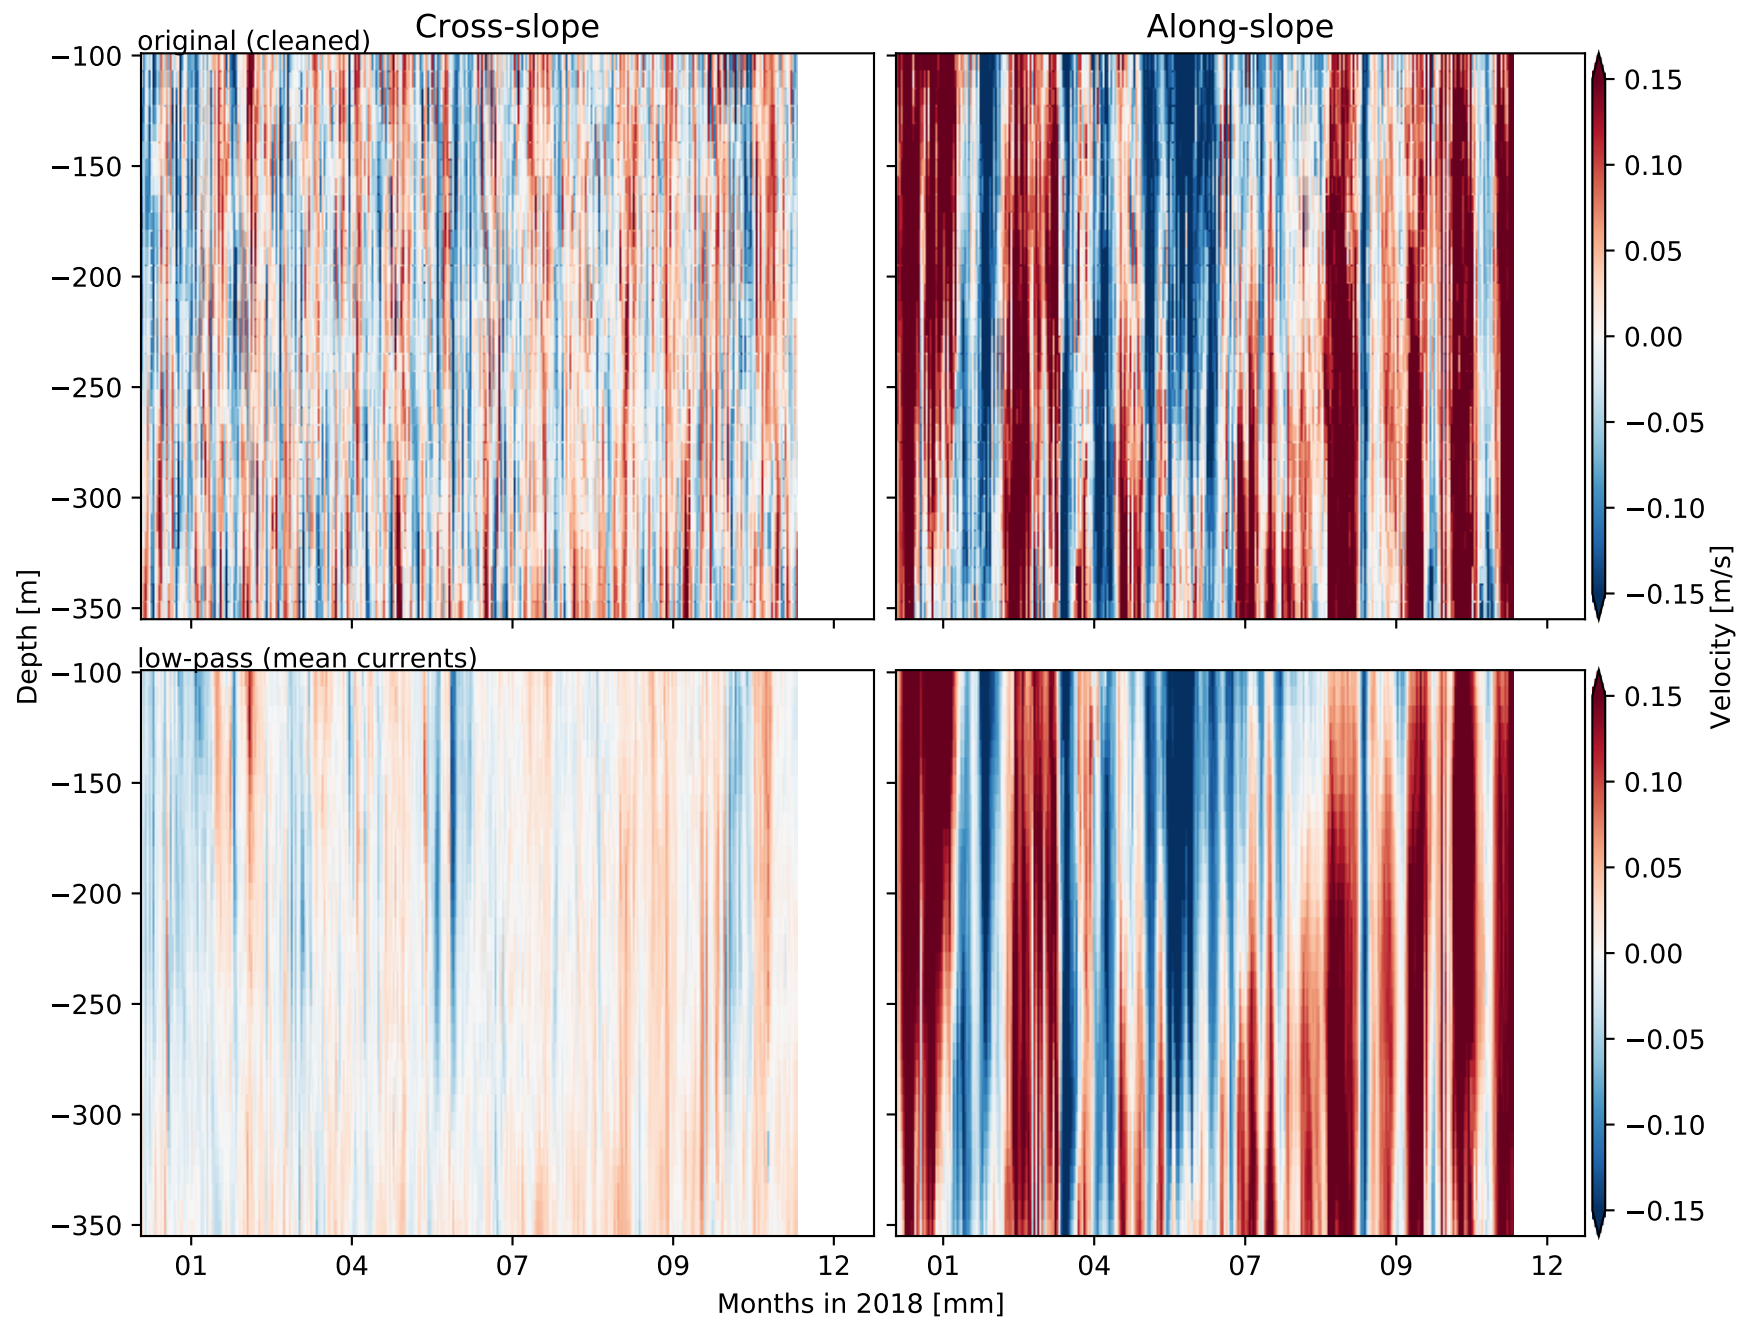 Cross-slope
Along-slope
original (cleaned)
−100
−150
−200
−250
−300
−350
0.15
0.10
0.05
0.00
−0.05
−0.10
−0.15
Depth [m]
Velocity [m/s]
low-pass (mean currents)
−100
−150
−200
−250
−300
−350
0.15
0.10
0.05
0.00
−0.05
−0.10
−0.15
01 04 07 09 12
01 04 07 09 12
Months in 2018 [mm]